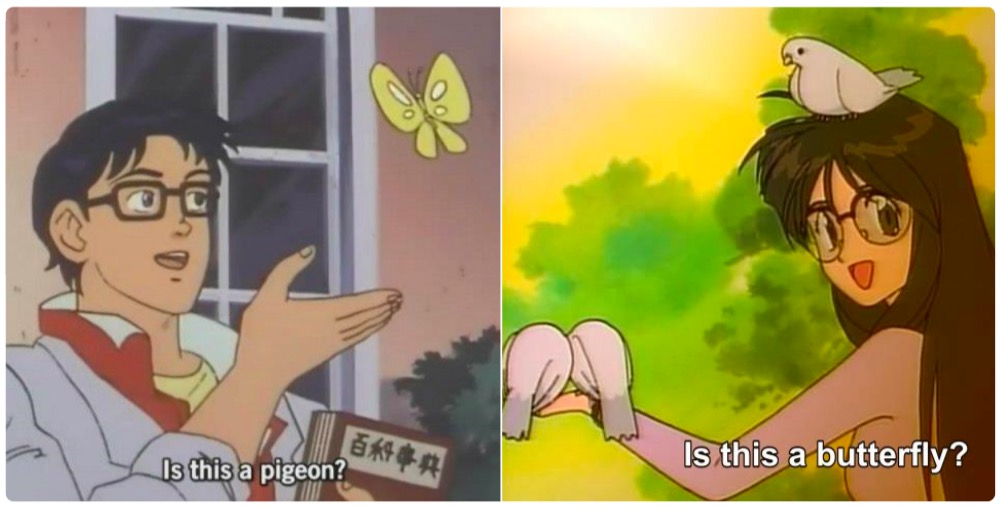 Is this a pigeon?
百科事典
Is this a butterfly?